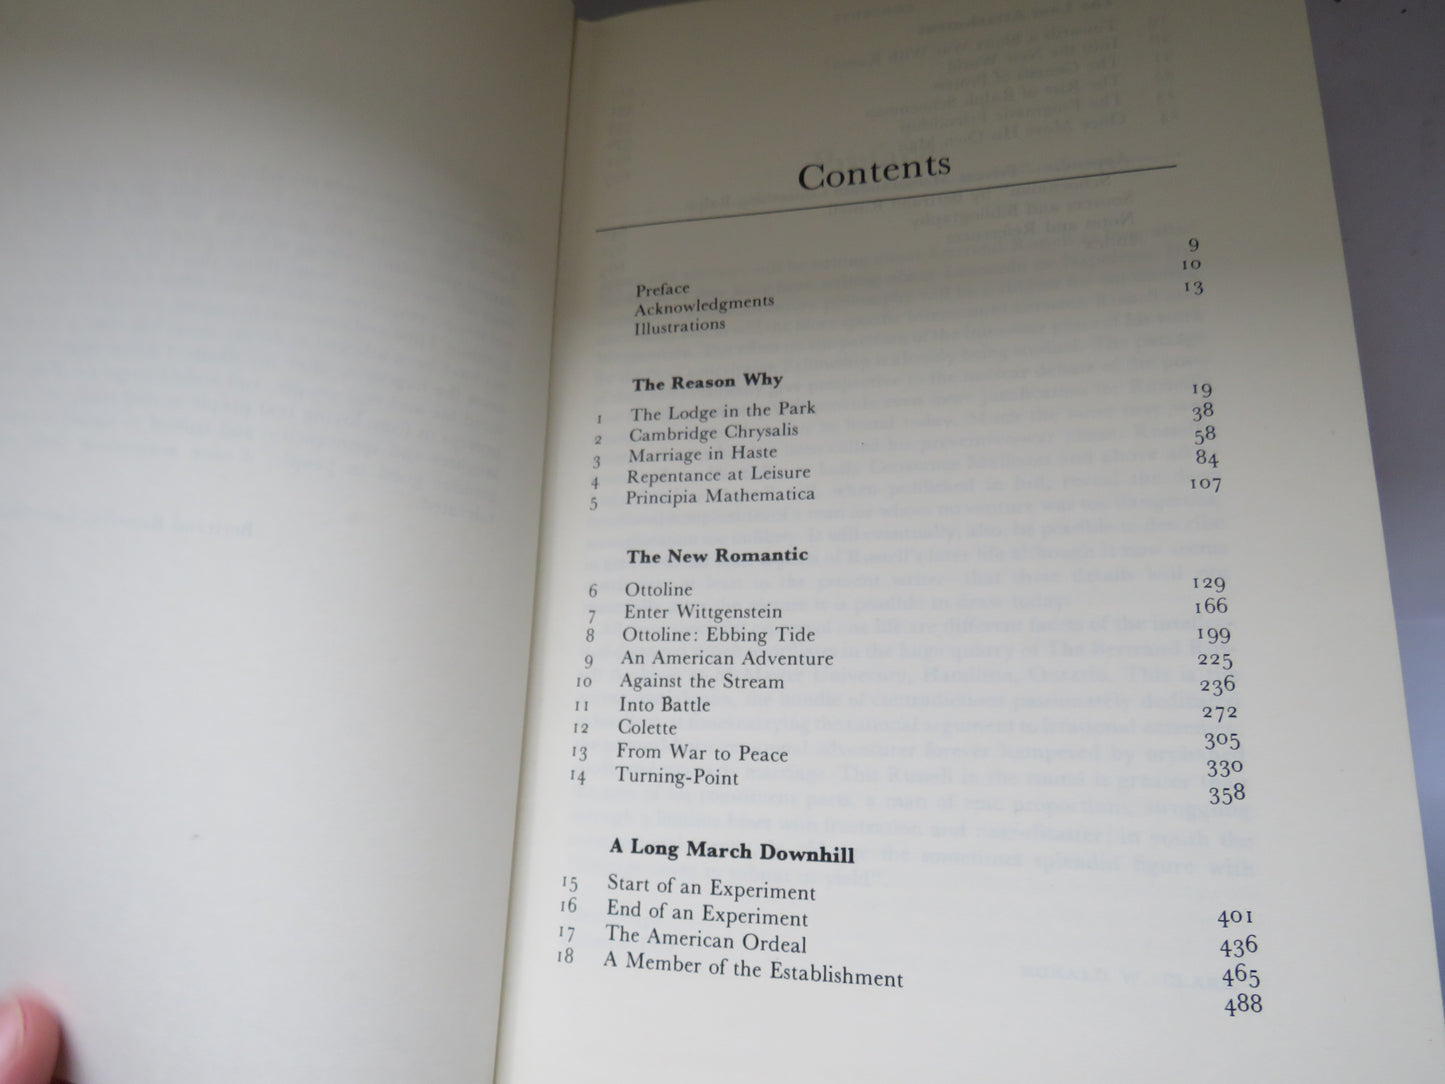 Contents
Preface 9
Acknowledgments 10
Illustrations 13
The Reason Why
1 The Lodge in the Park 19
2 Cambridge Chrysalis 38
3 Marriage in Haste 58
4 Repentance at Leisure 84
5 Principia Mathematica 107
The New Romantic
6 Ottoline 129
7 Enter Wittgenstein 166
8 Ottoline: Ebbing Tide 199
9 An American Adventure 225
10 Against the Stream 236
11 Into Battle 272
12 Colette 305
13 From War to Peace 330
14 Turning-Point 358
A Long March Downhill
15 Start of an Experiment 401
16 End of an Experiment 436
17 The American Ordeal 465
18 A Member of the Establishment 488